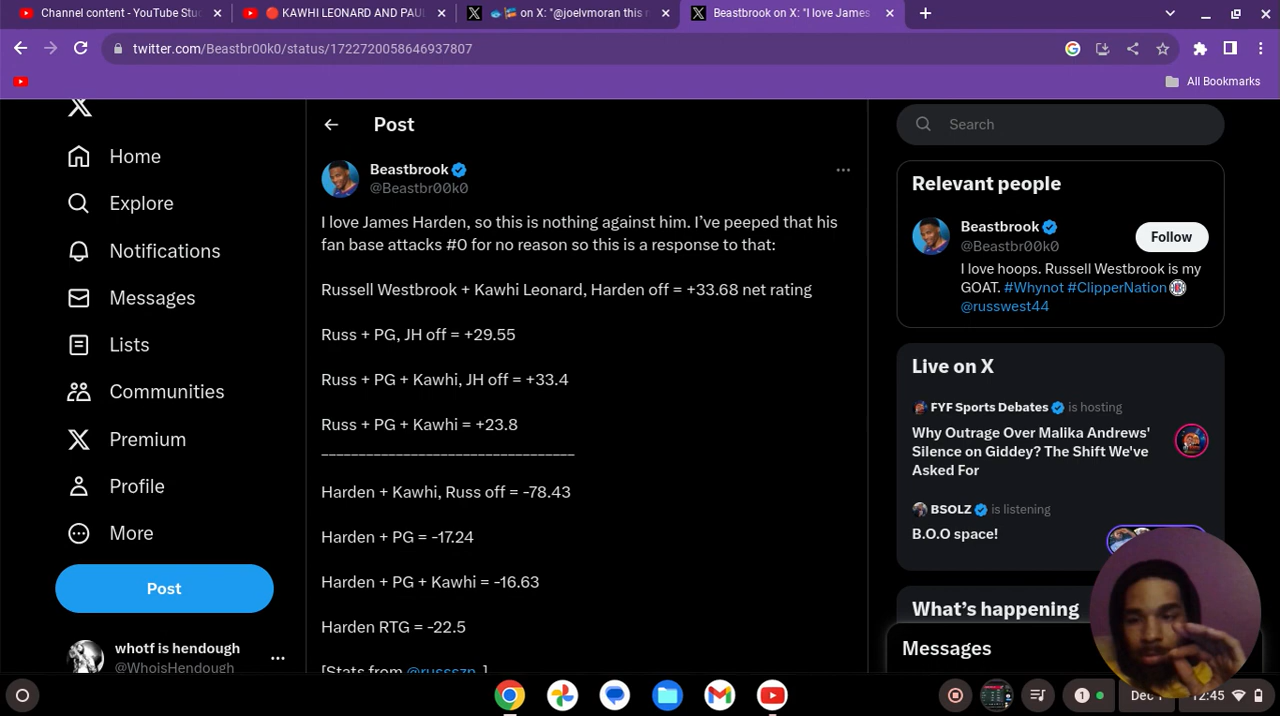 Channel content - YouTube Stu
KAWHI LEONARD AND PAU
on X: "@joelvmoran this n
Beastbrook on X: "I love James
twitter.com/Beastbr00k0/status/1722720058646937807
All Bookmarks
Home
Explore
Notifications
Messages
Lists
Communities
Premium
Profile
More
Post
whotf is hendough
@WhoisHendough
Post
Beastbrook
@Beastbr00k0
I love James Harden, so this is nothing against him. I've peeped that his
fan base attacks #0 for no reason so this is a response to that:
Russell Westbrook + Kawhi Leonard, Harden off = +33.68 net rating
Russ + PG, JH off = +29.55
Russ + PG + Kawhi, JH off = +33.4
Russ + PG + Kawhi = +23.8
Harden + Kawhi, Russ off = -78.43
Harden + PG = -17.24
Harden + PG + Kawhi = -16.63
Harden RTG = -22.5
[Stats from @russszn_]
Search
Relevant people
Beastbrook
@Beastbr00k0
Follow
I love hoops. Russell Westbrook is my
GOAT. #Whynot #ClipperNation
@russwest44
Live on X
FYF Sports Debates is hosting
Why Outrage Over Malika Andrews'
Silence on Giddey? The Shift We've
Asked For
BSOLZ is listening
B.O.O space!
What's happening
Messages
1
12:45